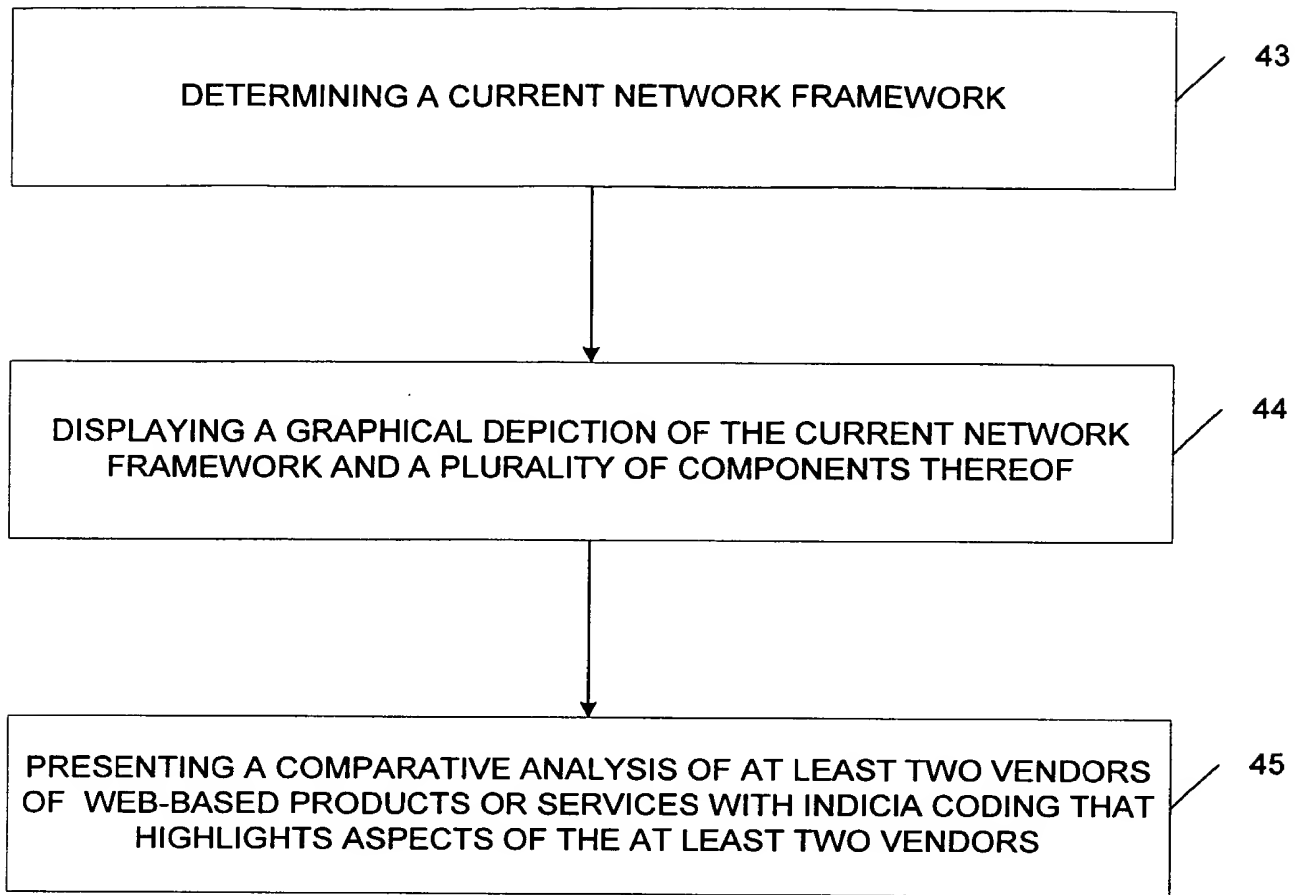 DETERMINING A CURRENT NETWORK FRAMEWORK
43
DISPLAYING A GRAPHICAL DEPICTION OF THE CURRENT NETWORK
FRAMEWORK AND A PLURALITY OF COMPONENTS THEREOF
44
PRESENTING A COMPARATIVE ANALYSIS OF AT LEAST TWO VENDORS
OF WEB-BASED PRODUCTS OR SERVICES WITH INDICIA CODING THAT
HIGHLIGHTS ASPECTS OF THE AT LEAST TWO VENDORS
45